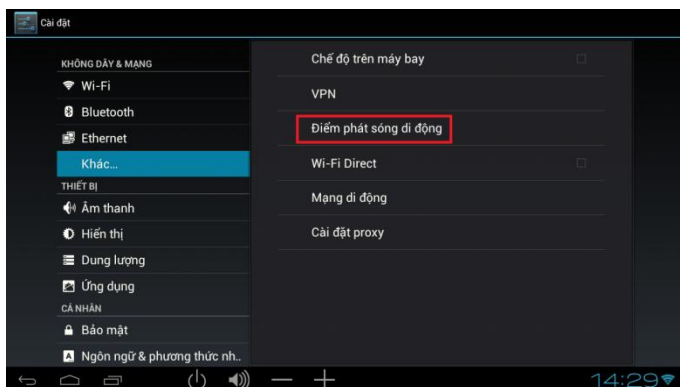 Cài đặt
KHÔNG DÂY & MẠNG
Wi-Fi
Bluetooth
Ethernet
Khác...
THIẾT BỊ
Âm thanh
Hiển thị
Dung lượng
Ứng dụng
CÁ NHÂN
Bảo mật
Ngôn ngữ & phương thức nh..
Chế độ trên máy bay
VPN
Điểm phát sóng di động
Wi-Fi Direct
Mạng di động
Cài đặt proxy
14:29